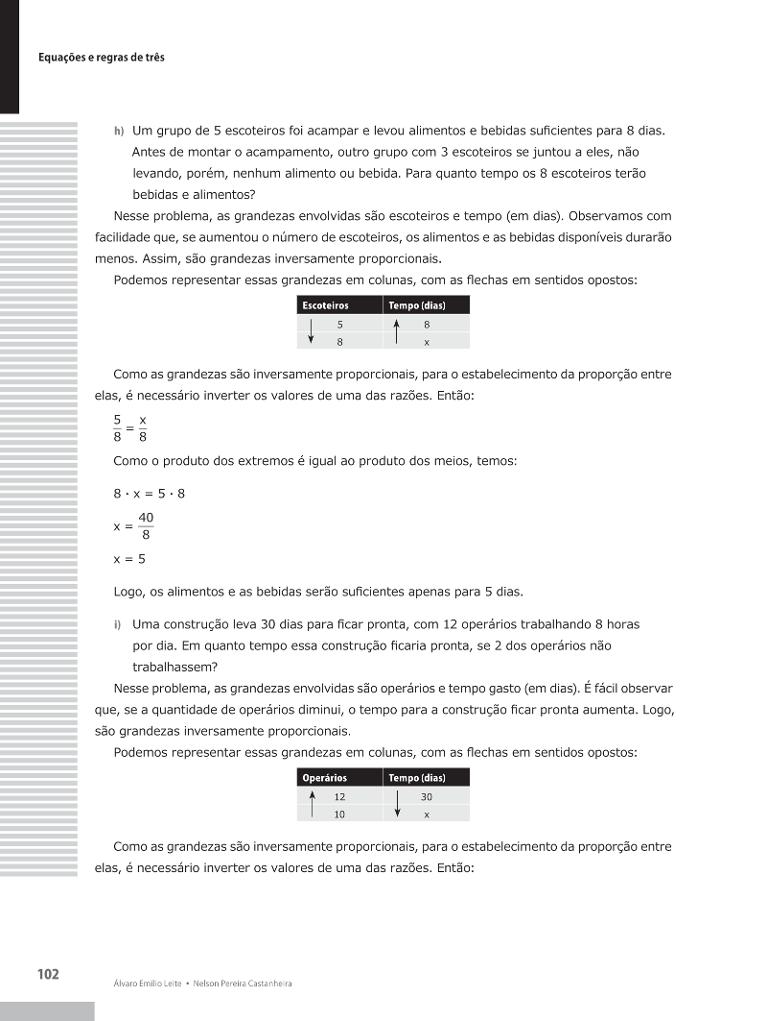 Equações e regras de três
h) Um grupo de 5 escoteiros foi acampar e levou alimentos e bebidas suficientes para 8 dias.
Antes de montar o acampamento, outro grupo com 3 escoteiros se juntou a eles, não
levando, porém, nenhum alimento ou bebida. Para quanto tempo os 8 escoteiros terão
bebidas e alimentos?
Nesse problema, as grandezas envolvidas são escoteiros e tempo (em dias). Observamos com
facilidade que, se aumentou o número de escoteiros, os alimentos e as bebidas disponíveis durarão
menos. Assim, são grandezas inversamente proporcionais.
Podemos representar essas grandezas em colunas, com as flechas em sentidos opostos:
Escoteiros Tempo (dias)
5 8
8 x
Como as grandezas são inversamente proporcionais, para o estabelecimento da proporção entre
elas, é necessário inverter os valores de uma das razões. Então:
5/8 = x/8
Como o produto dos extremos é igual ao produto dos meios, temos:
8 · x = 5 · 8
x = 40/8
x = 5
Logo, os alimentos e as bebidas serão suficientes apenas para 5 dias.
i) Uma construção leva 30 dias para ficar pronta, com 12 operários trabalhando 8 horas
por dia. Em quanto tempo essa construção ficaria pronta, se 2 dos operários não
trabalhassem?
Nesse problema, as grandezas envolvidas são operários e tempo gasto (em dias). É fácil observar
que, se a quantidade de operários diminui, o tempo para a construção ficar pronta aumenta. Logo,
são grandezas inversamente proporcionais.
Podemos representar essas grandezas em colunas, com as flechas em sentidos opostos:
Operários Tempo (dias)
12 30
10 x
Como as grandezas são inversamente proporcionais, para o estabelecimento da proporção entre
elas, é necessário inverter os valores de uma das razões. Então:
102
Álvaro Emílio Leite • Nelson Pereira Castanheira